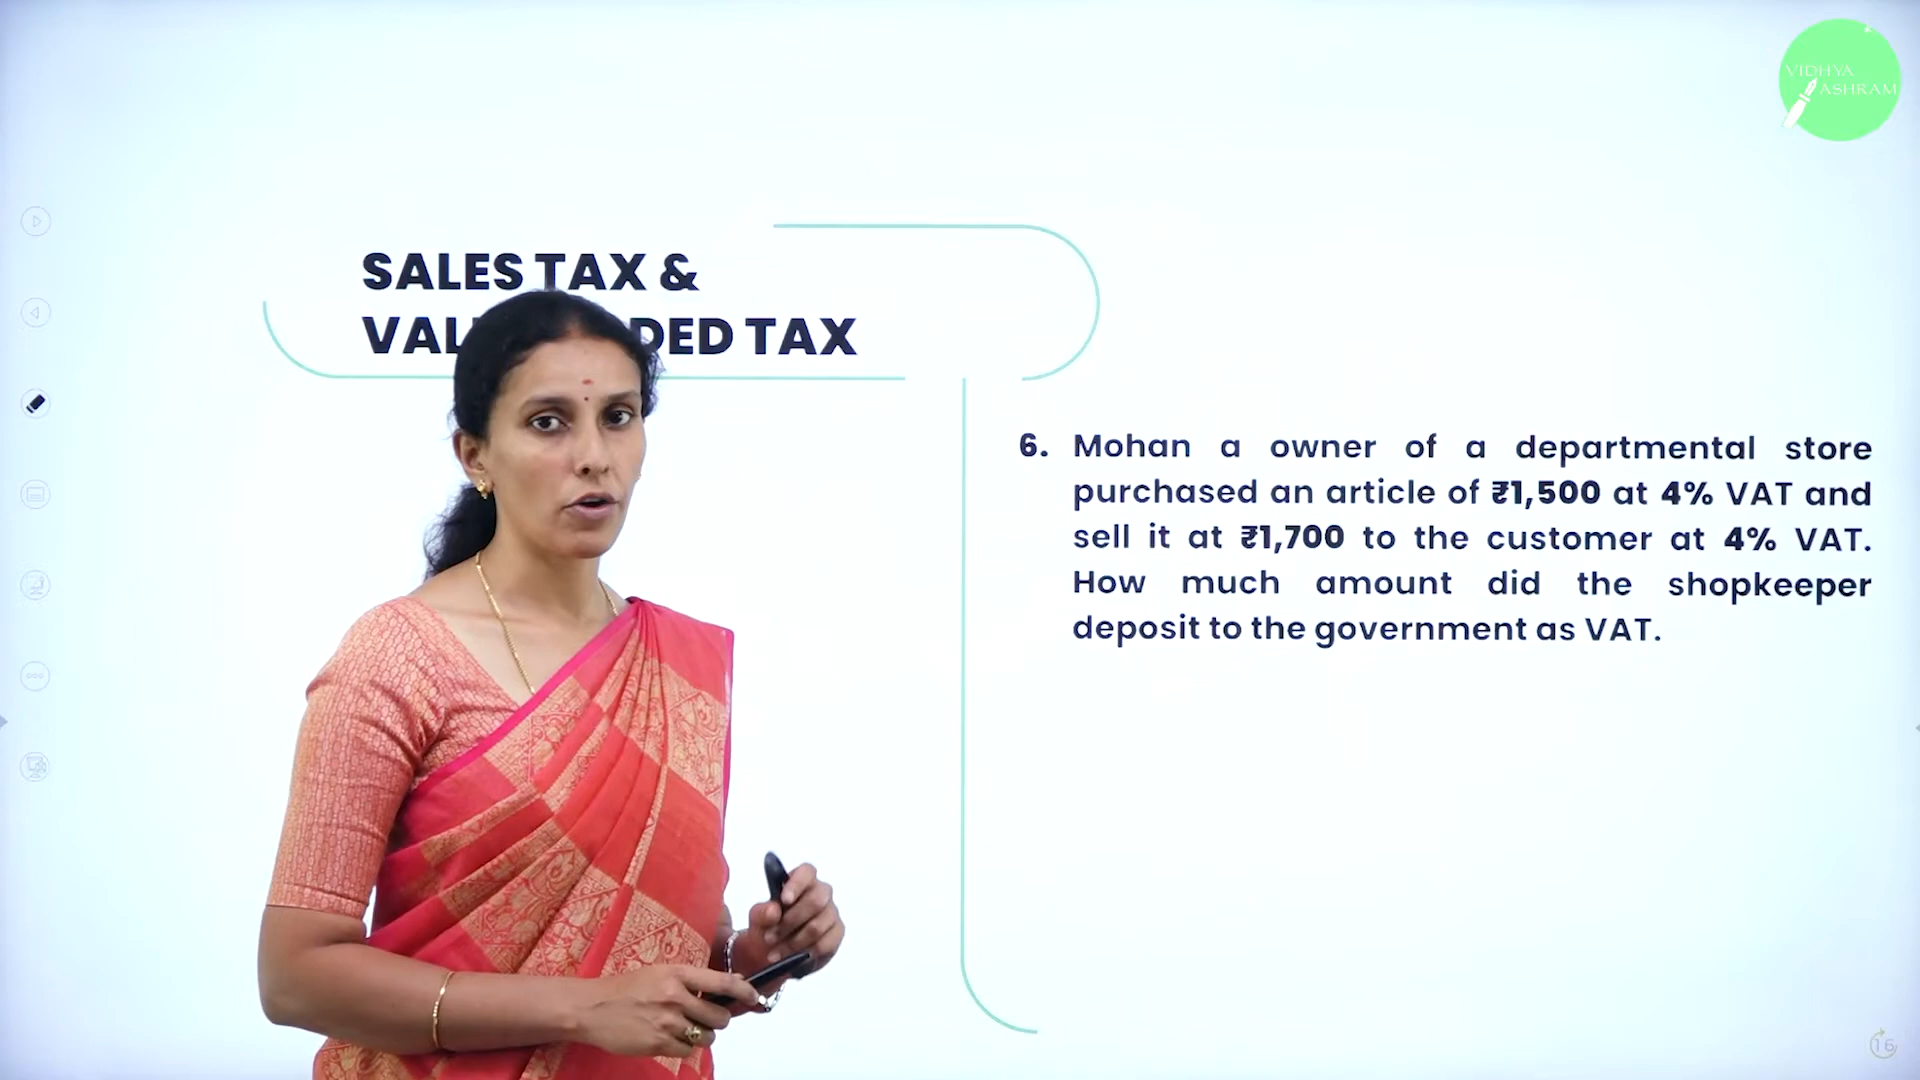 VIDHYA
ASHRAM
SALES TAX &
DED TAX
6. Mohan a owner of a departmental store
purchased an article of ₹1,500 at 4% VAT and
sell it at ₹1,700 to the customer at 4% VAT.
How much amount did the shopkeeper
deposit to the government as VAT.
16